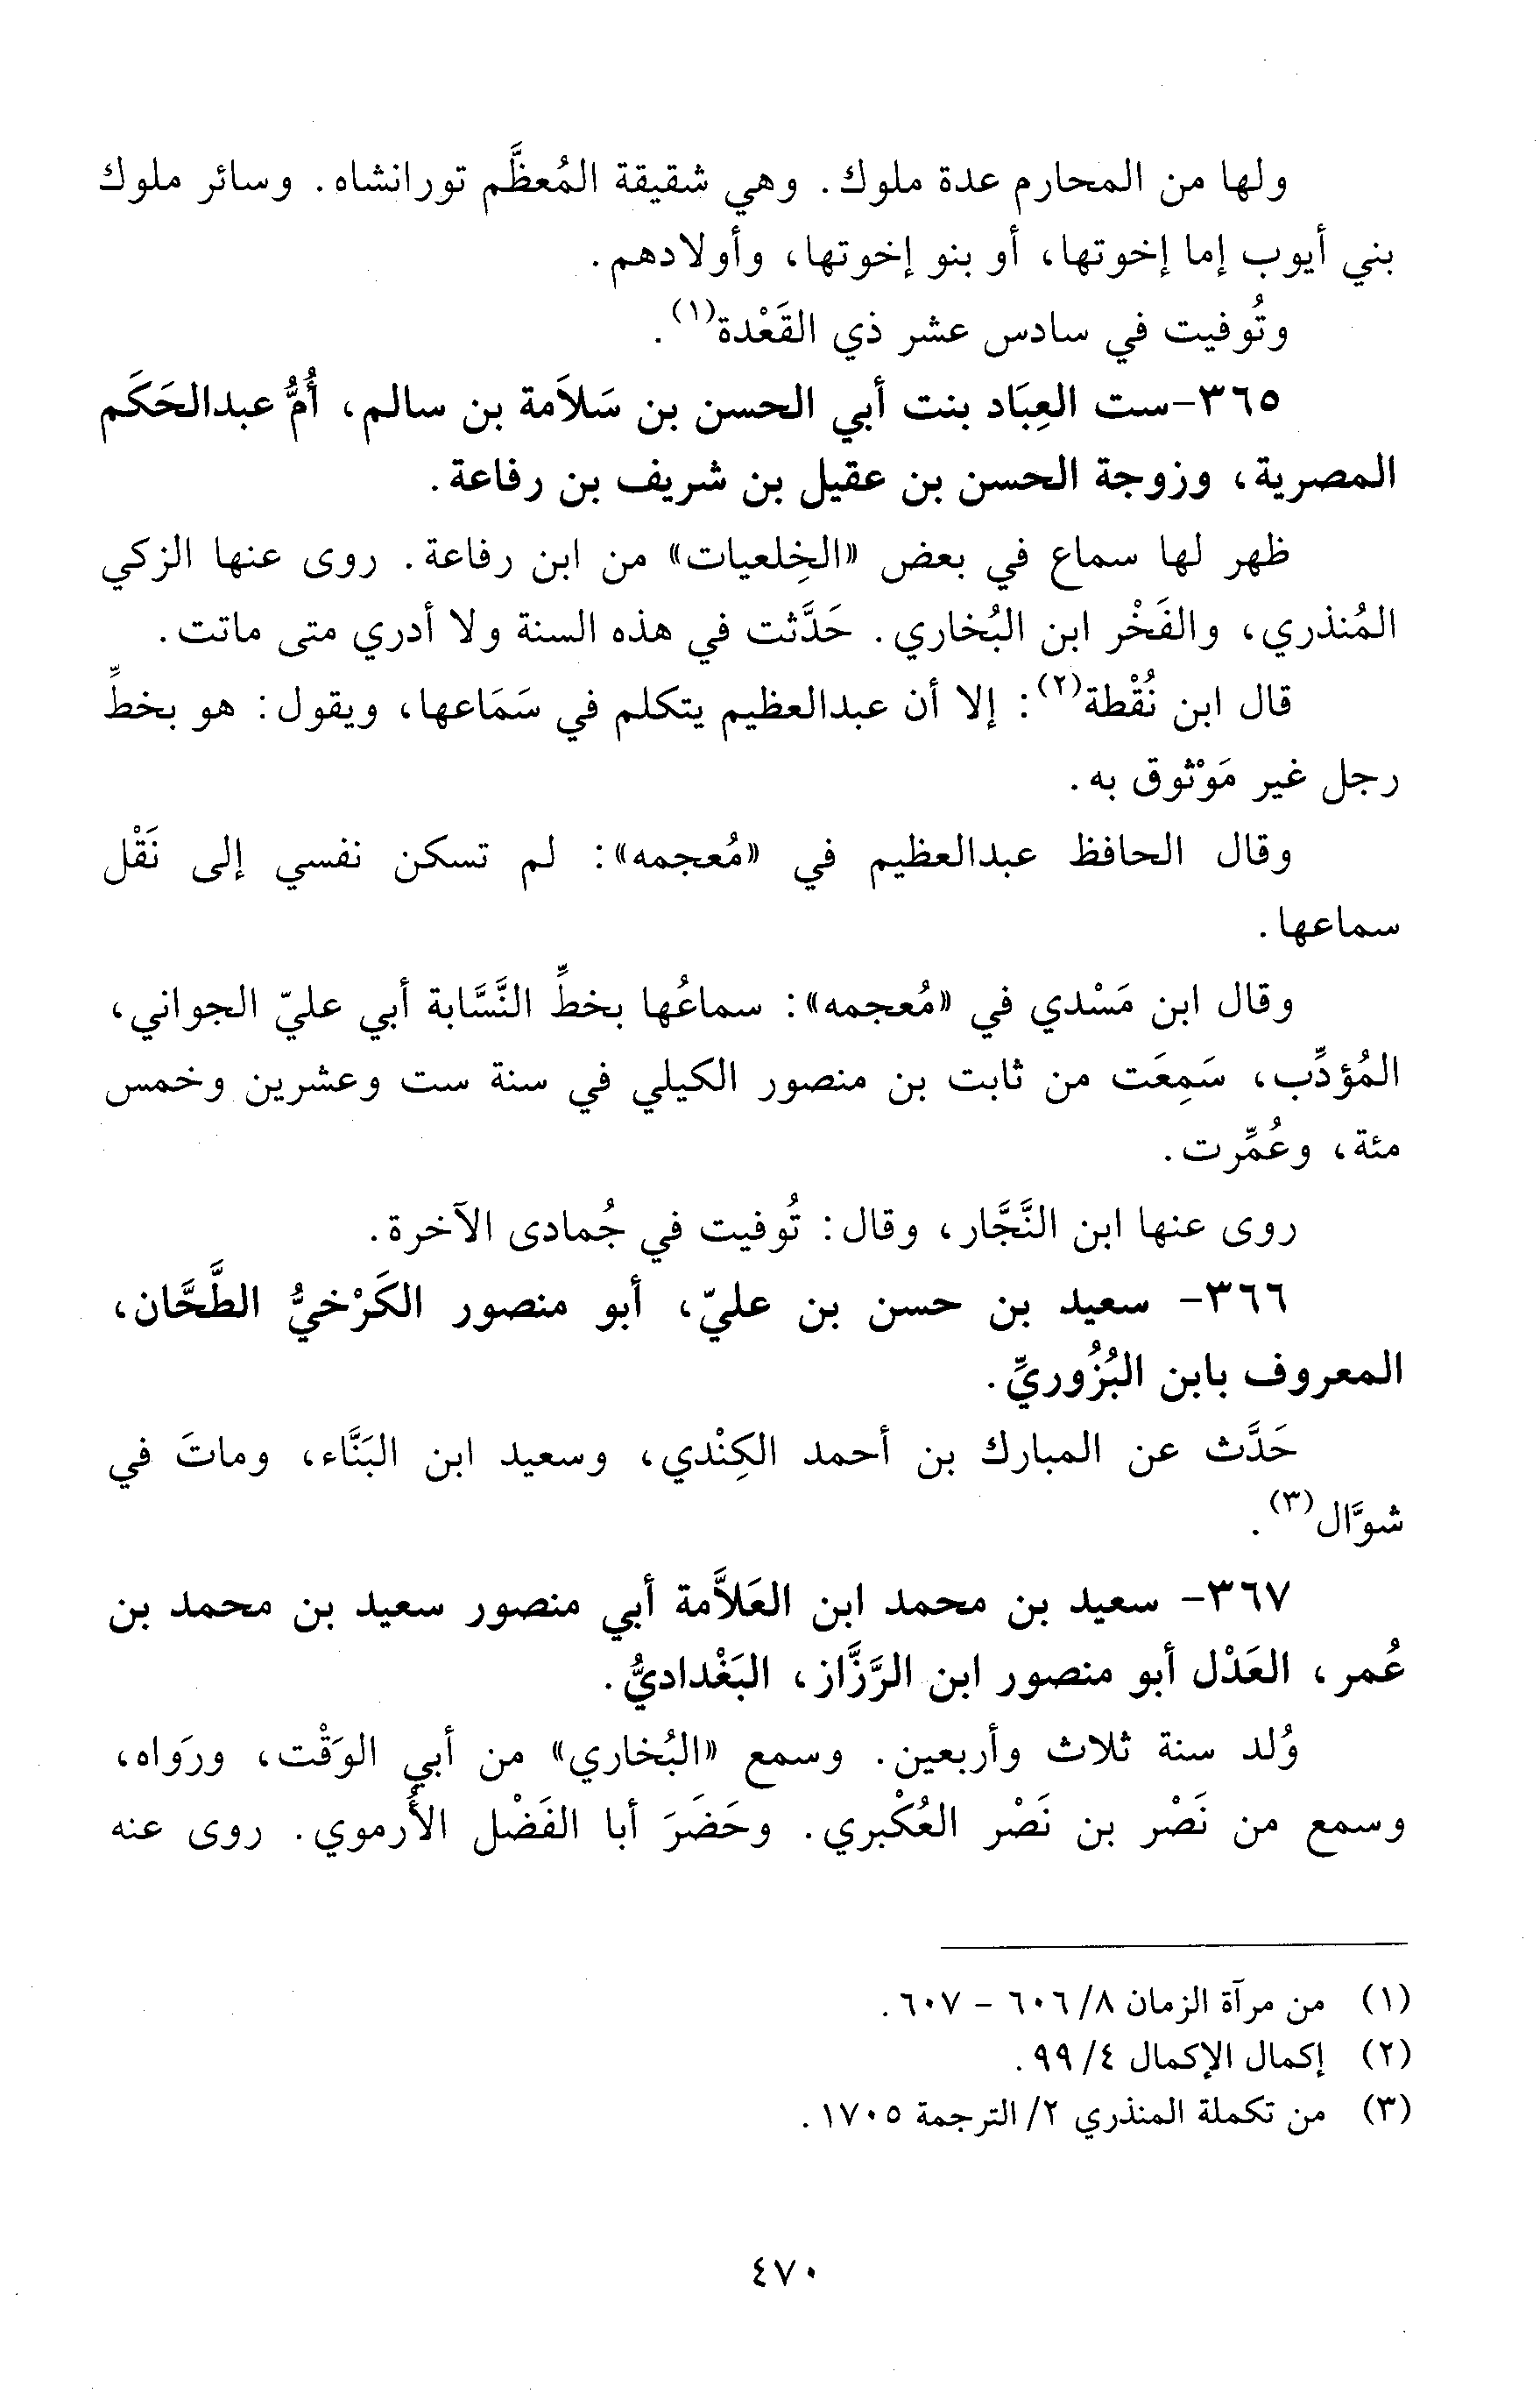 ولها من المحارم عدة ملوك. وهي شقيقة المُعظَّم تورانشاه. وسائر ملوك
بني أيوب إما إخوتها، أو بنو إخوتها، وأولادهم.
وتُوفيت في سادس عشر ذي القَعْدة(١).
٣٦٥-ست العِبَاد بنت أبي الحسن بن سَلاَمة بن سالم، أُمُّ عبدالحَكَم
المصرية، وزوجة الحسن بن عقيل بن شريف بن رفاعة.
ظهر لها سماع في بعض «الخِلعيات» من ابن رفاعة. روى عنها الزكي
المُنذري، والفَخْر ابن البُخاري. حَدَّثت في هذه السنة ولا أدري متى ماتت.
قال ابن نُقْطة(٢): إلا أن عبدالعظيم يتكلم في سَمَاعها، ويقول: هو بخطِّ
رجل غير مَوْثوق به.
وقال الحافظ عبدالعظيم في «مُعجمه»: لم تسكن نفسي إلى نَقْل
سماعها.
وقال ابن مَسْدي في «مُعجمه»: سماعُها بخطِّ النَّسَّابة أبي عليّ الجواني،
المُؤدِّب، سَمِعَت من ثابت بن منصور الكيلي في سنة ست وعشرين وخمس
مئة، وعُمِّرت.
روى عنها ابن النَّجَّار، وقال: تُوفيت في جُمادى الآخرة.
٣٦٦- سعيد بن حسن بن عليّ، أبو منصور الكَرْخيُّ الطَّحَّان،
المعروف بابن البُزُوريِّ.
حَدَّث عن المبارك بن أحمد الكِنْدي، وسعيد ابن البَنَّاء، وماتَ في
شوَّال(٣).
٣٦٧- سعيد بن محمد ابن العَلاَّمة أبي منصور سعيد بن محمد بن
عُمر، العَدْل أبو منصور ابن الرَّزَّاز، البَغْداديُّ.
وُلد سنة ثلاث وأربعين. وسمع «البُخاري» من أبي الوَقْت، ورَواه،
وسمع من نَصْر بن نَصْر العُكْبري. وحَضَرَ أبا الفَضْل الأُرموي. روى عنه
(١) من مرآة الزمان ٨/ ٦٠٦ - ٦٠٧.
(٢) إكمال الإكمال ٤/ ٩٩.
(٣) من تكملة المنذري ٢/ الترجمة ١٧٠٥.
٤٧٠